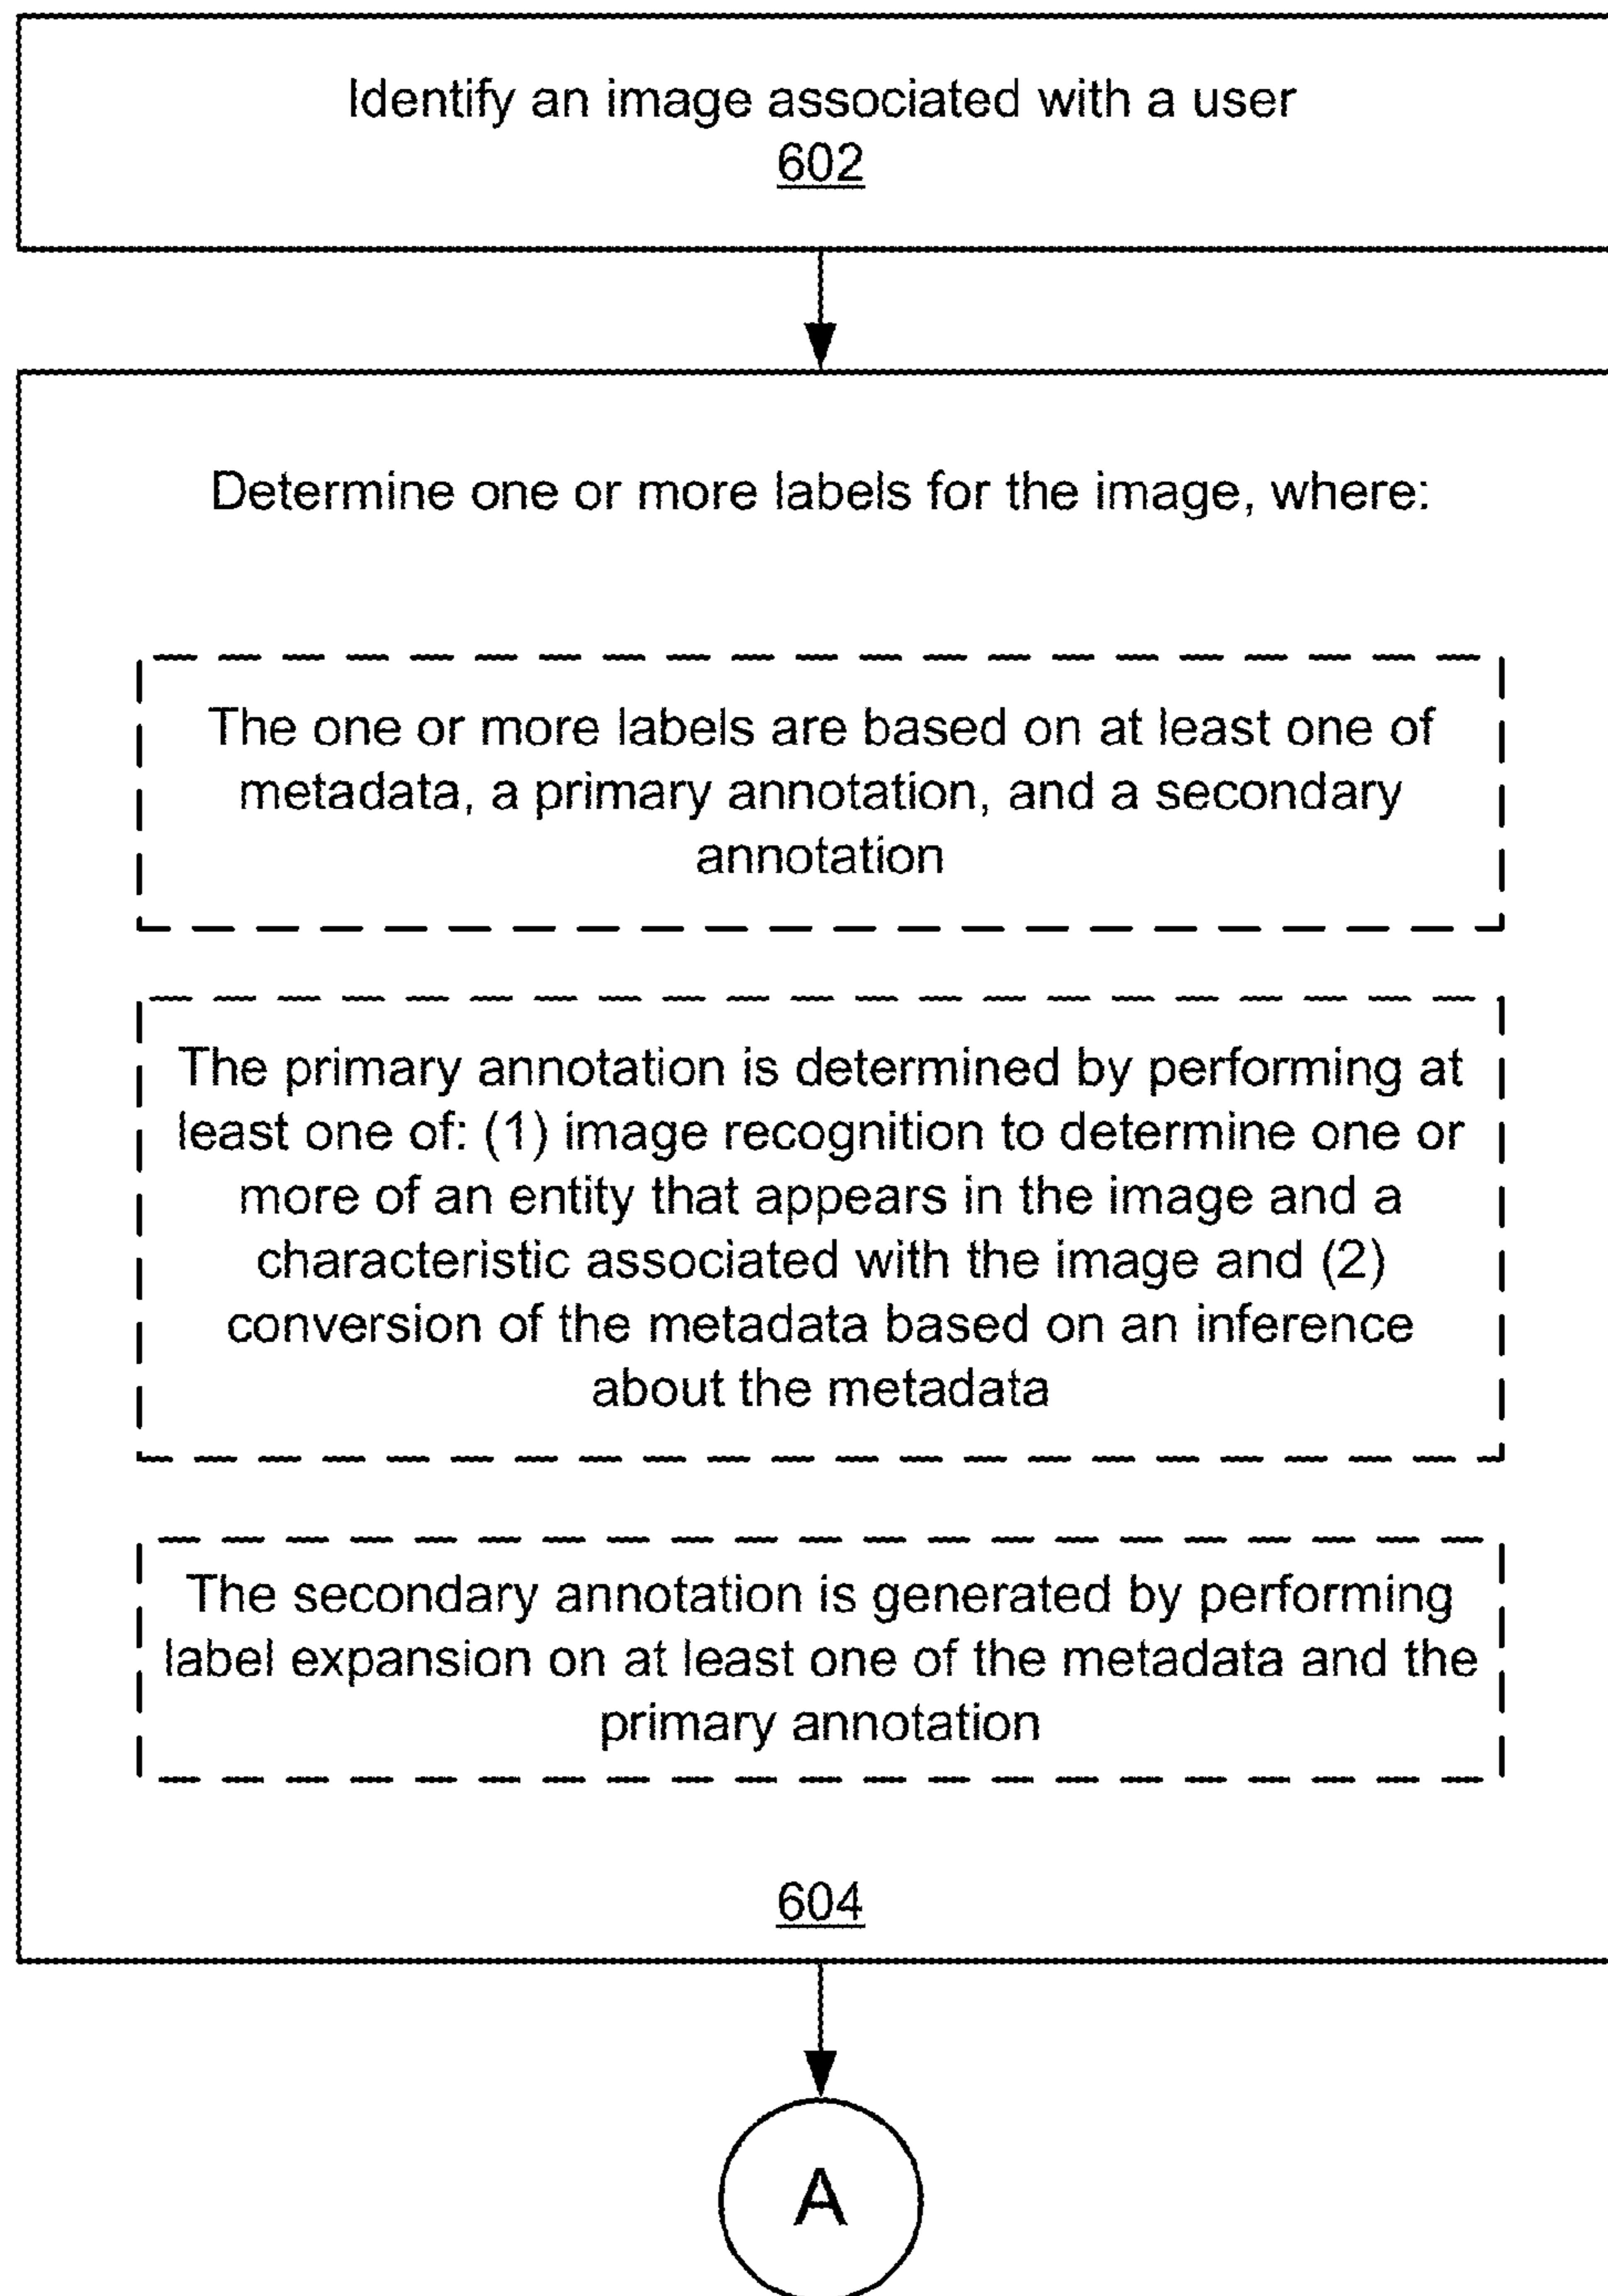 Identify an image associated with a user
602
Determine one or more labels for the image, where:
The one or more labels are based on at least one of
metadata, a primary annotation, and a secondary
annotation
The primary annotation is determined by performing at
least one of: (1) image recognition to determine one or
more of an entity that appears in the image and a
characteristic associated with the image and (2)
conversion of the metadata based on an inference
about the metadata
The secondary annotation is generated by performing
label expansion on at least one of the metadata and the
primary annotation
604
A